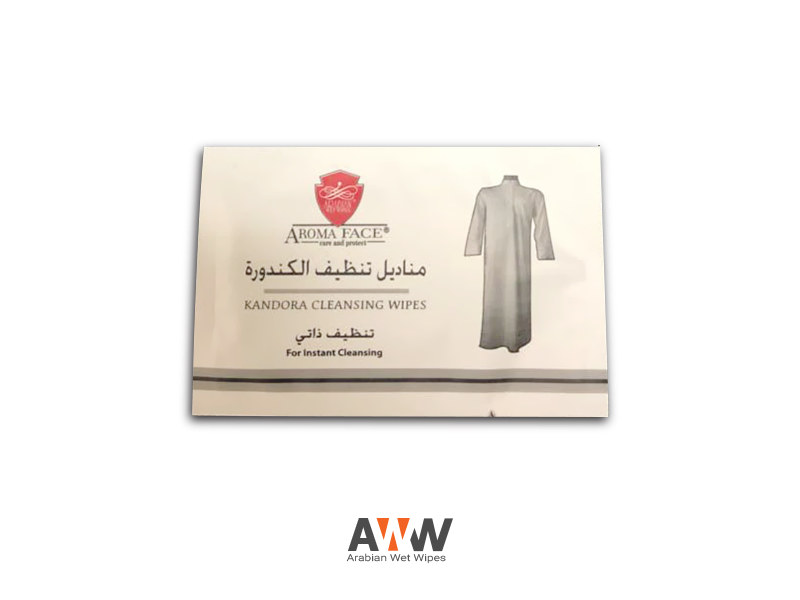 AROMA FACE®
care and protect
مناديل تنظيف الكندورة
KANDORA CLEANSING WIPES
تنظيف ذاتي
For Instant Cleansing
AWW
Arabian Wet Wipes